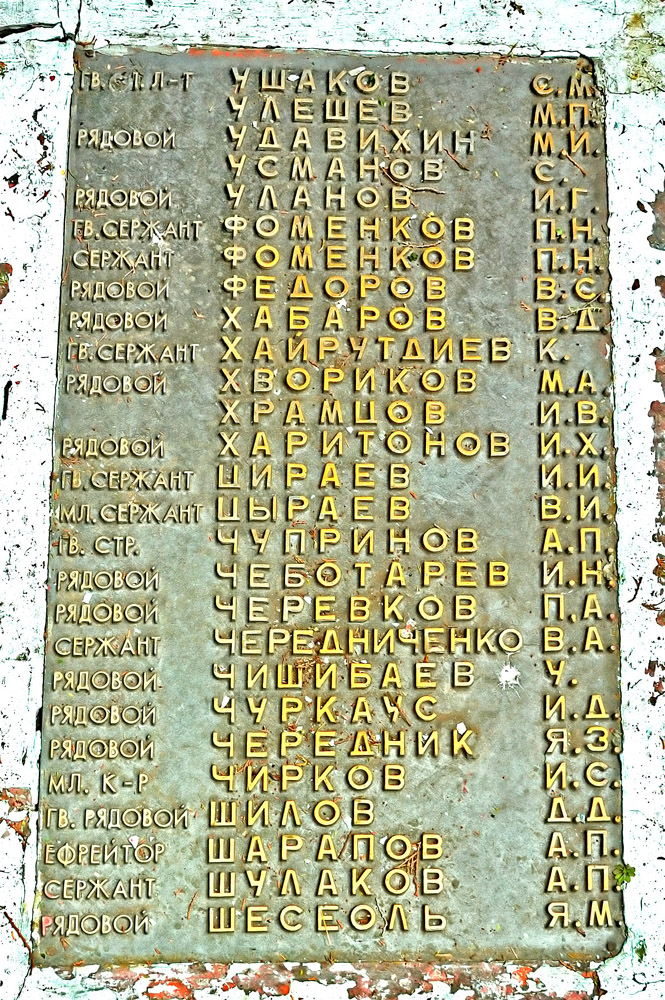 ГВ. СТ. Л-Т УШАКОВ С.М.
УЛЕШЕВ М.П.
РЯДОВОЙ УДАВИХИН М.И.
УСМАНОВ С.
РЯДОВОЙ УЛАНОВ И.Г.
ГВ. СЕРЖАНТ ФОМЕНКОВ П.Н.
СЕРЖАНТ ФОМЕНКОВ П.Н.
РЯДОВОЙ ФЕДОРОВ В.С.
РЯДОВОЙ ХАБАРОВ В.Д.
ГВ. СЕРЖАНТ ХАЙРУТДИЕВ К.
РЯДОВОЙ ХВОРИКОВ М.А.
ХРАМЦОВ И.В.
РЯДОВОЙ ХАРИТОНОВ И.Х.
ГВ. СЕРЖАНТ ЦИРАЕВ И.И.
МЛ. СЕРЖАНТ ЦЫРАЕВ В.И.
ГВ. СТР. ЧУПРИНОВ А.П.
РЯДОВОЙ ЧЕБОТАРЕВ И.Н.
РЯДОВОЙ ЧЕРЕВКОВ П.А.
СЕРЖАНТ ЧЕРЕДНИЧЕНКО В.А.
РЯДОВОЙ ЧИШИБАЕВ У.
РЯДОВОЙ ЧУРКАУС И.Д.
РЯДОВОЙ ЧЕРЕДНИК Я.З.
МЛ. К-Р ЧИРКОВ И.С.
ГВ. РЯДОВОЙ ШИЛОВ Д.Д.
ЕФРЕЙТОР ШАРАПОВ А.П.
СЕРЖАНТ ШУЛАКОВ А.П.
РЯДОВОЙ ШЕСЕОЛЬ Я.М.